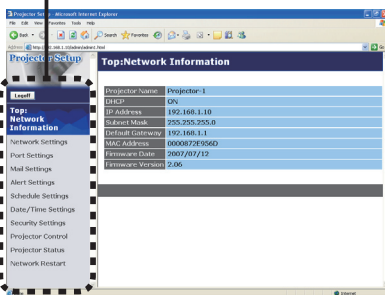 Projector Setup - Microsoft Internet Explorer
File Edit View Favorites Tools Help
Back Search Favorites
Address
Go
Projector Setup
Top:Network Information
Logoff
Top:
Network
Information
Network Settings
Port Settings
Mail Settings
Alert Settings
Schedule Settings
Date/Time Settings
Security Settings
Projector Control
Projector Status
Network Restart
Projector Name Projector-1
DHCP ON
IP Address 192.168.1.10
Subnet Mask 255.255.255.0
Default Gateway 192.168.1.1
MAC Address 0000872E956D
Firmware Date 2007/07/12
Firmware Version 2.06
Internet